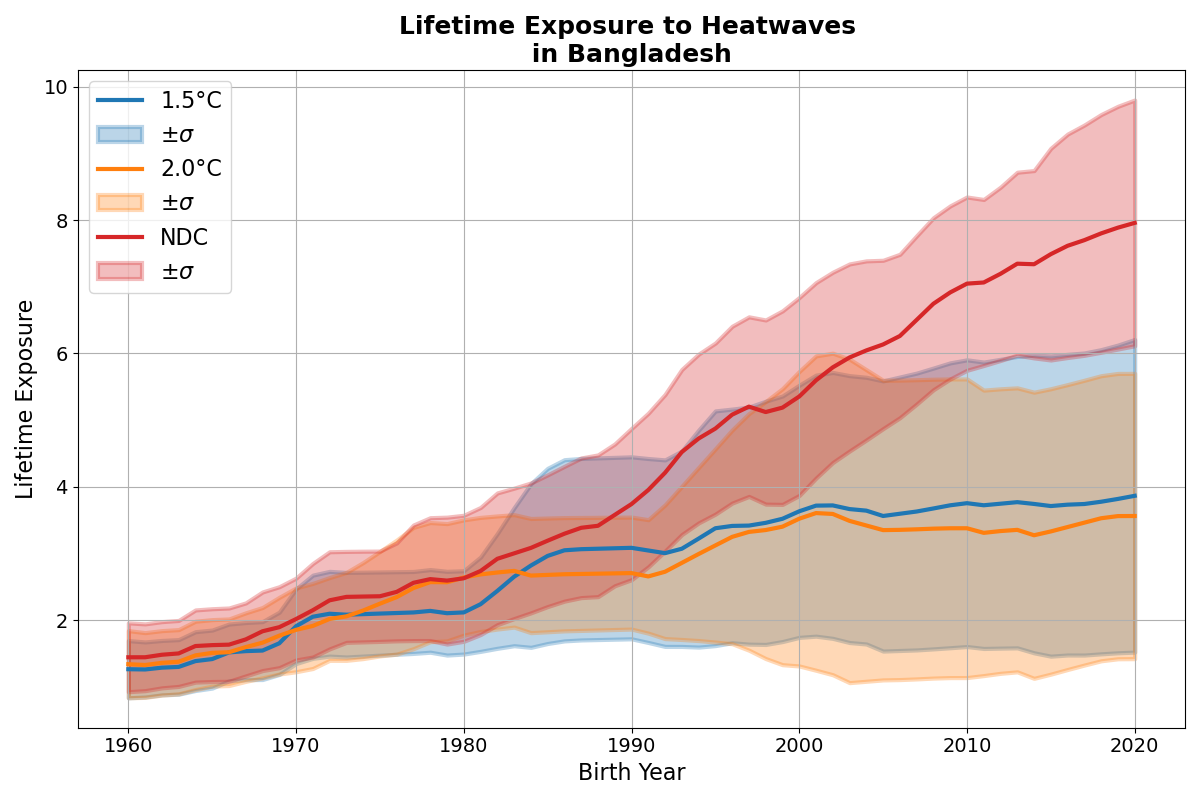 Lifetime Exposure to Heatwaves
in Bangladesh
10
8
6
4
2
Lifetime Exposure
1.5°C
±σ
2.0°C
±σ
NDC
±σ
1960 1970 1980 1990 2000 2010 2020
Birth Year